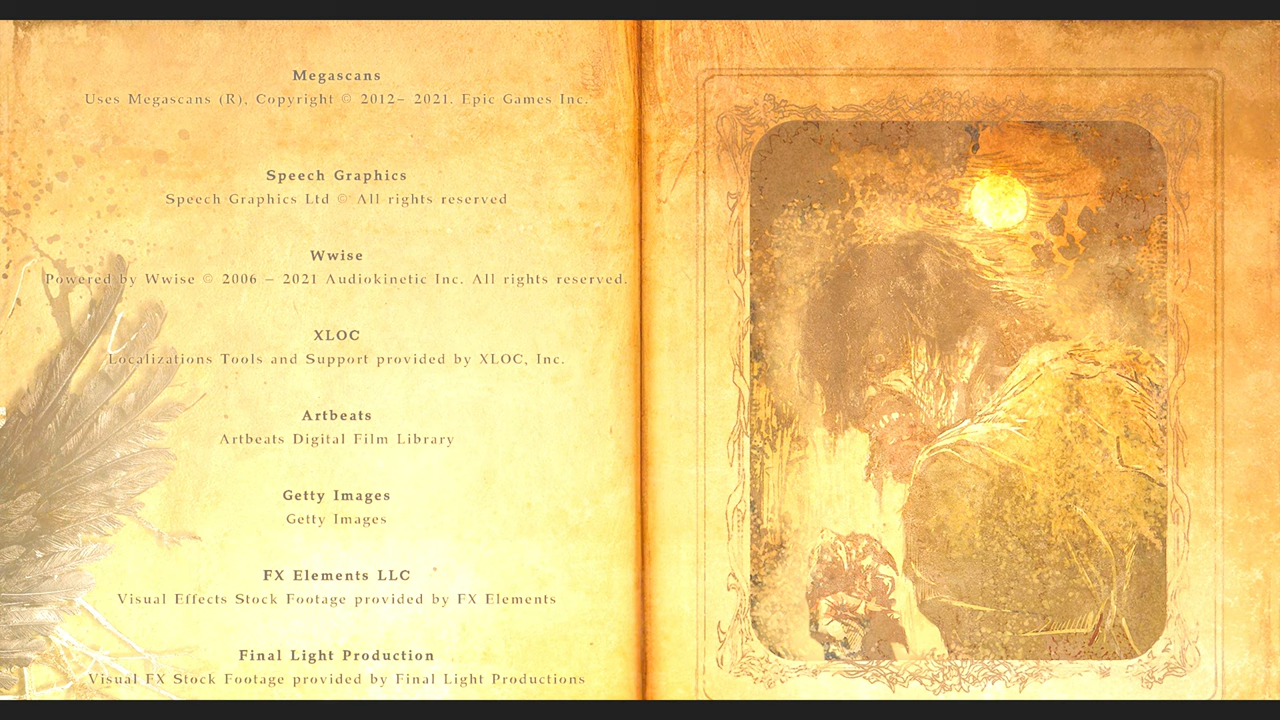 Megascans
Uses Megascans (R), Copyright © 2012– 2021. Epic Games Inc.
Speech Graphics
Speech Graphics Ltd © All rights reserved
Wwise
Powered by Wwise © 2006 – 2021 Audiokinetic Inc. All rights reserved.
XLOC
Localizations Tools and Support provided by XLOC, Inc.
Artbeats
Artbeats Digital Film Library
Getty Images
Getty Images
FX Elements LLC
Visual Effects Stock Footage provided by FX Elements
Final Light Production
Visual FX Stock Footage provided by Final Light Productions